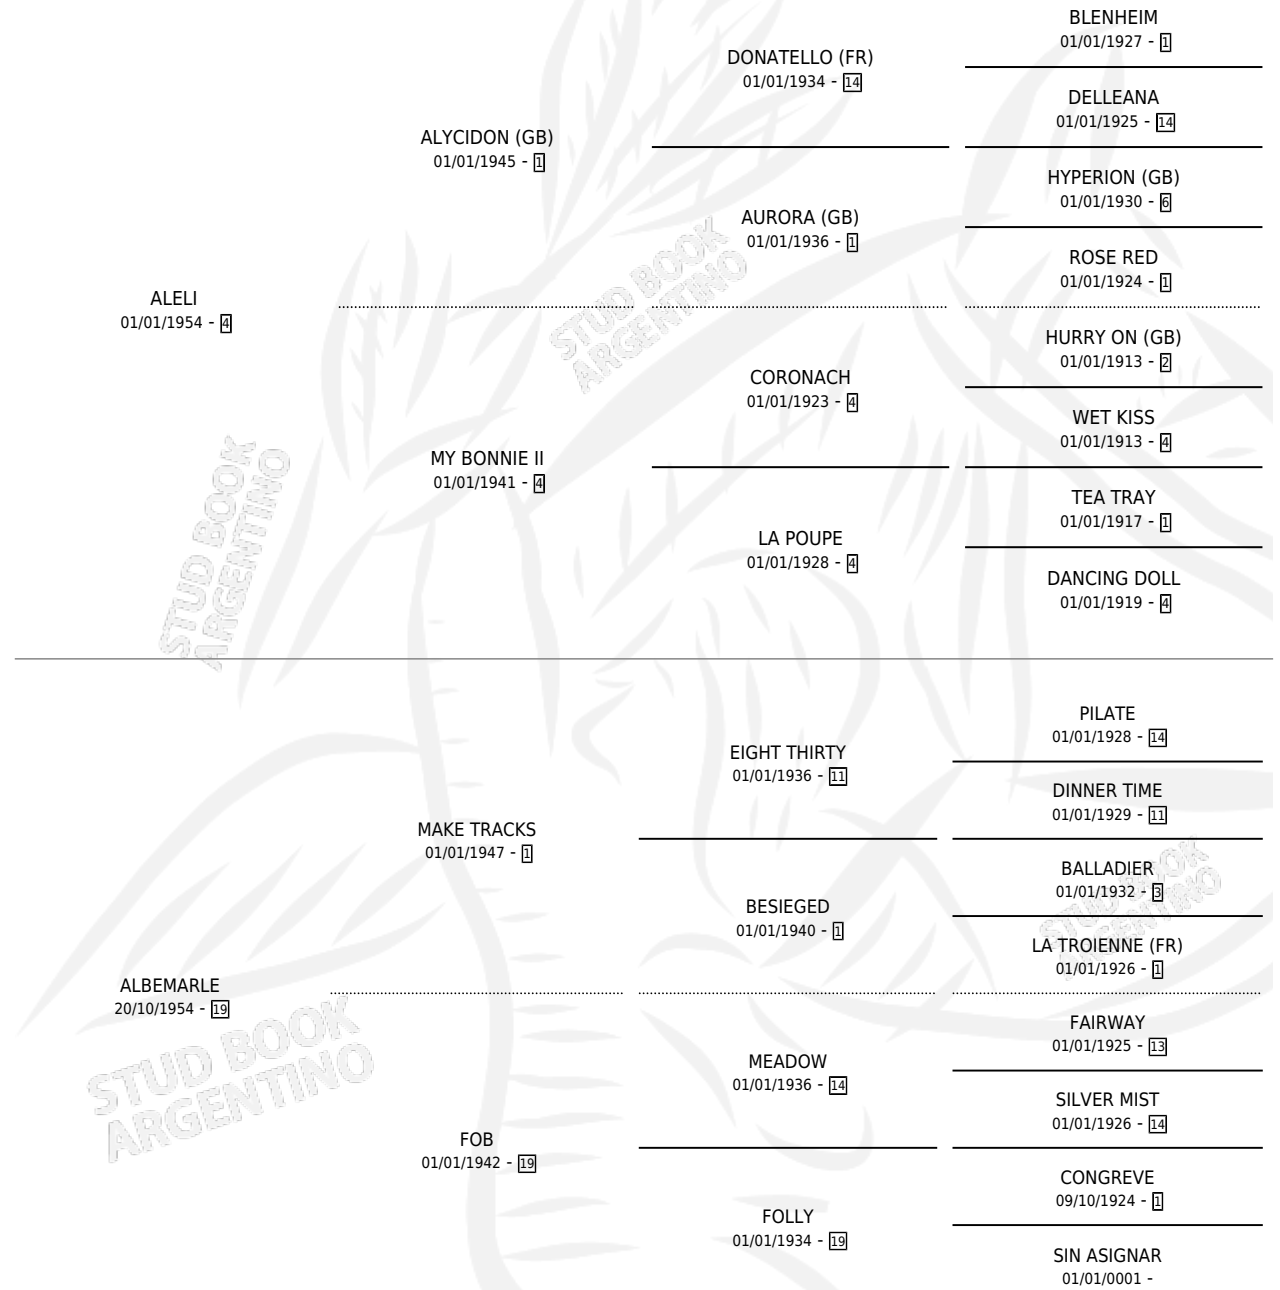 BLENHEIM
01/01/1927 - 1
DONATELLO (FR)
01/01/1934 - 14
DELLEANA
01/01/1925 - 14
ALYCIDON (GB)
01/01/1945 - 1
HYPERION (GB)
01/01/1930 - 6
AURORA (GB)
01/01/1936 - 1
ROSE RED
01/01/1924 - 1
ALELI
01/01/1954 - 4
STUD BOOK
ARGENTINO
HURRY ON (GB)
01/01/1913 - 2
CORONACH
01/01/1923 - 4
WET KISS
01/01/1913 - 4
MY BONNIE II
01/01/1941 - 4
TEA TRAY
01/01/1917 - 1
LA POUPE
01/01/1928 - 4
DANCING DOLL
01/01/1919 - 4
STUD BOOK
ARGENTINO
PILATE
01/01/1928 - 14
EIGHT THIRTY
01/01/1936 - 11
DINNER TIME
01/01/1929 - 11
MAKE TRACKS
01/01/1947 - 1
BALLADIER
01/01/1932 - 3
BESIEGED
01/01/1940 - 1
STUD BOOK
ARGENTINO
LA TROIENNE (FR)
01/01/1926 - 1
ALBEMARLE
20/10/1954 - 19
STUD BOOK
ARGENTINO
FAIRWAY
01/01/1925 - 13
MEADOW
01/01/1936 - 14
SILVER MIST
01/01/1926 - 14
FOB
01/01/1942 - 19
CONGREVE
09/10/1924 - 1
FOLLY
01/01/1934 - 19
SIN ASIGNAR
01/01/0001 -